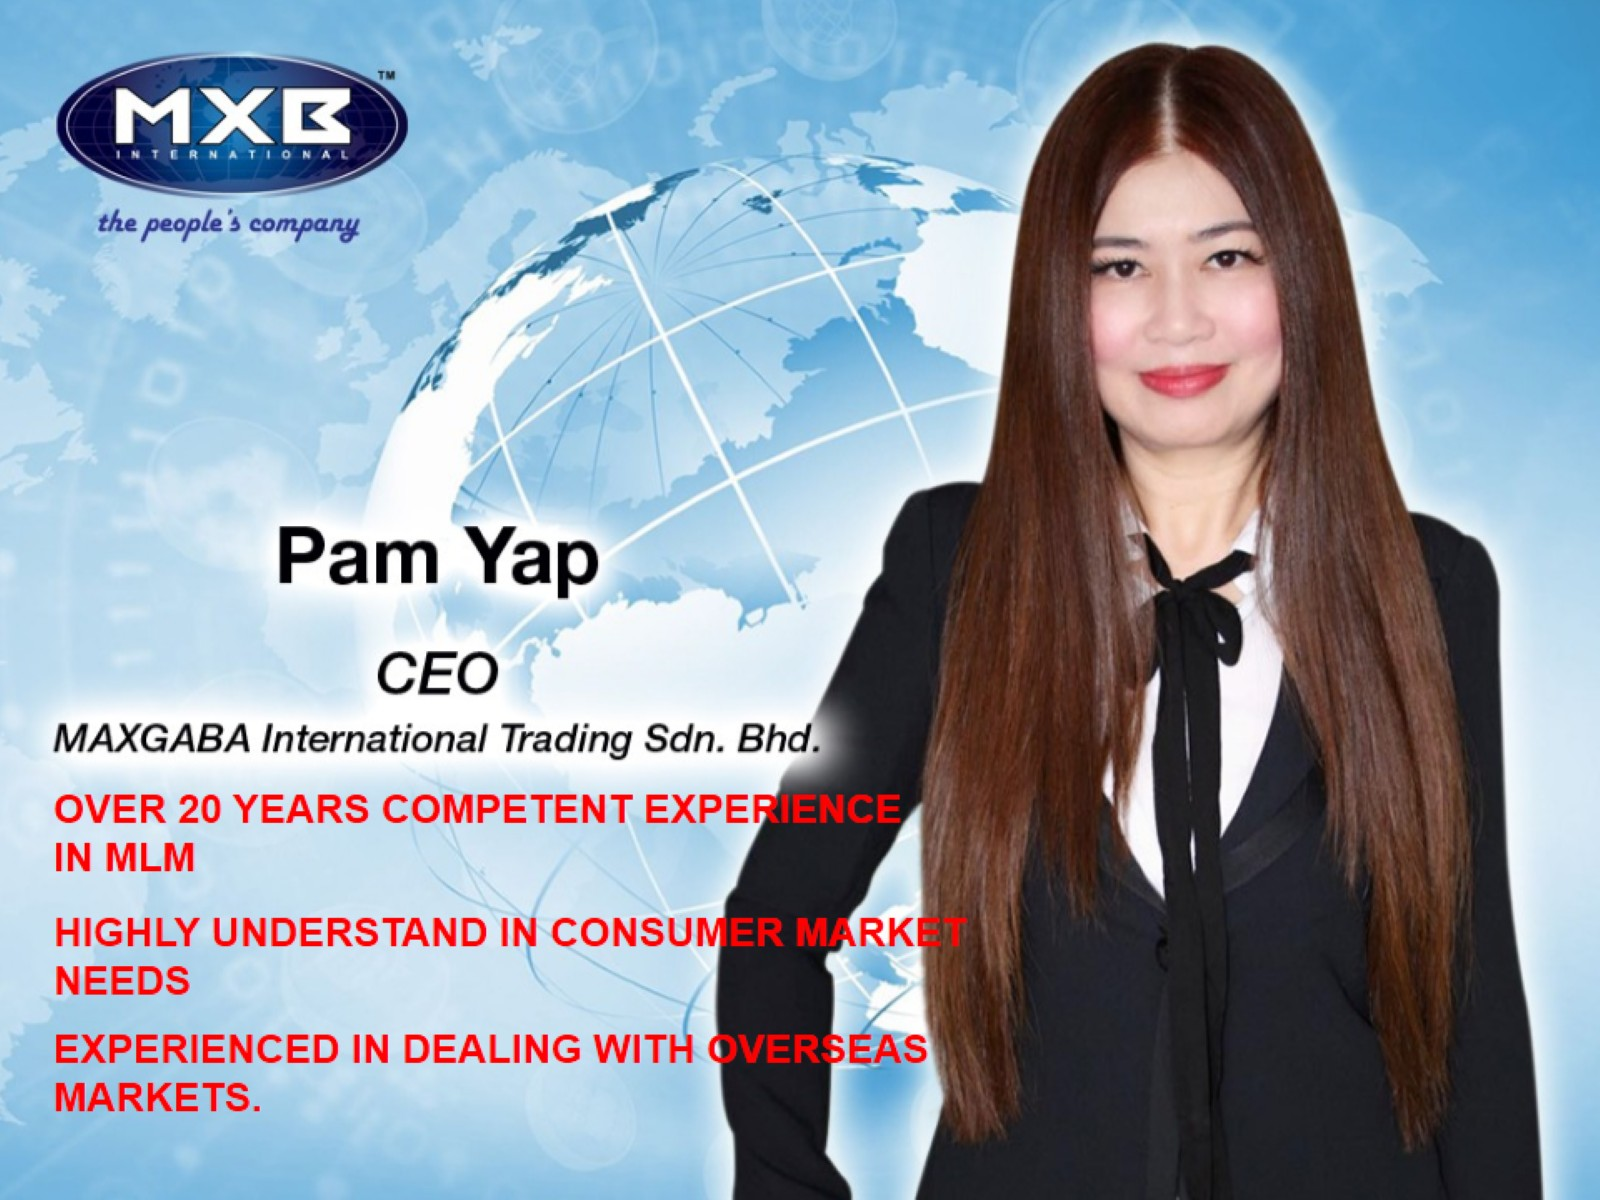 MXB
TM
INTERNATIONAL
the people's company
Pam Yap
CEO
MAXGABA International Trading Sdn. Bhd.
OVER 20 YEARS COMPETENT EXPERIENCE
IN MLM
HIGHLY UNDERSTAND IN CONSUMER MARKET
NEEDS
EXPERIENCED IN DEALING WITH OVERSEAS
MARKETS.